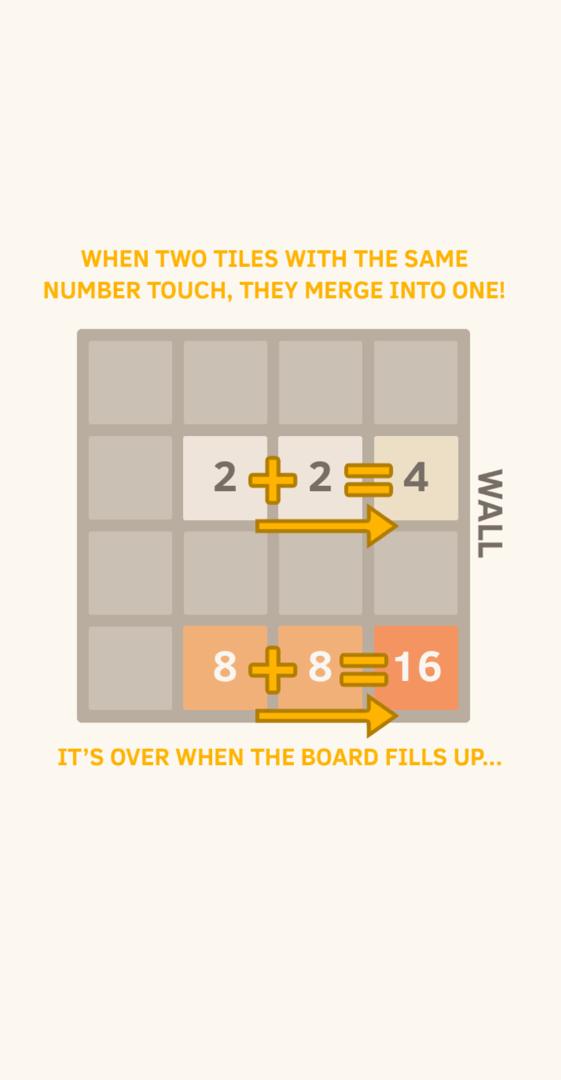 WHEN TWO TILES WITH THE SAME
NUMBER TOUCH, THEY MERGE INTO ONE!
2 + 2 = 4
WALL
8 + 8 = 16
IT’S OVER WHEN THE BOARD FILLS UP...